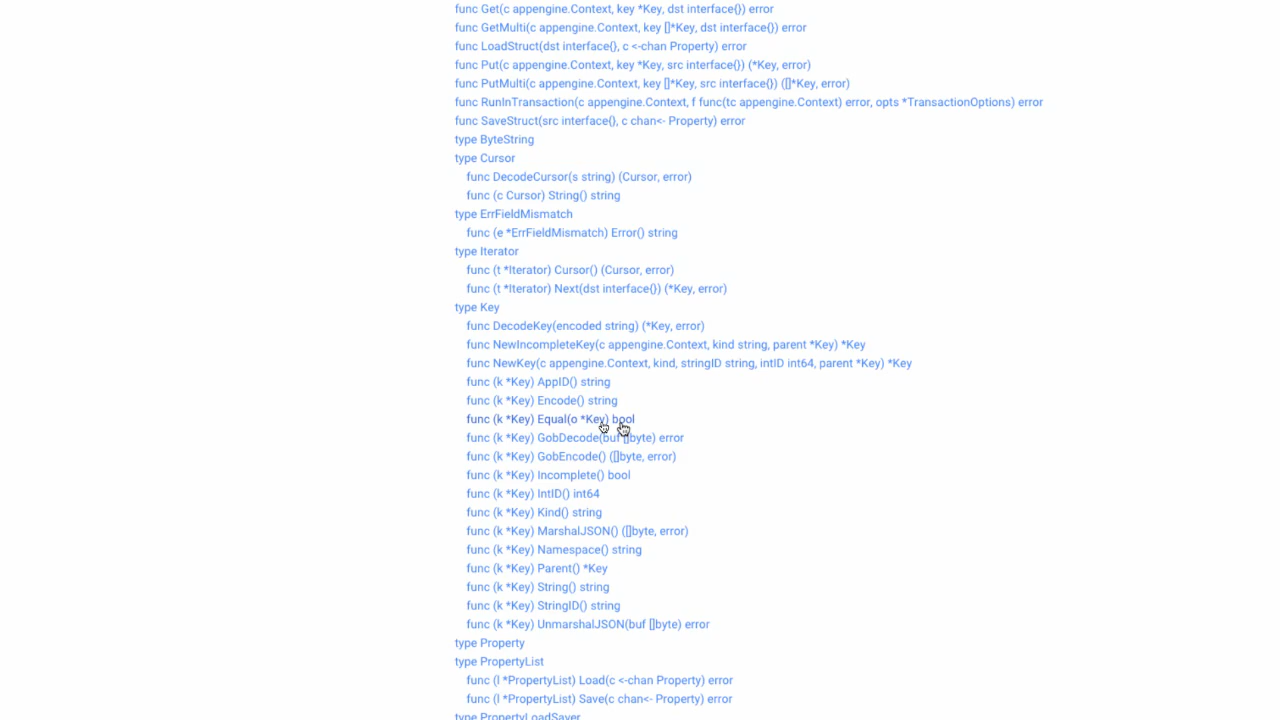 func Get(c appengine.Context, key *Key, dst interface{}) error
func GetMulti(c appengine.Context, key []*Key, dst interface{}) error
func LoadStruct(dst interface{}, c <-chan Property) error
func Put(c appengine.Context, key *Key, src interface{}) (*Key, error)
func PutMulti(c appengine.Context, key []*Key, src interface{}) ([]*Key, error)
func RunInTransaction(c appengine.Context, f func(tc appengine.Context) error, opts *TransactionOptions) error
func SaveStruct(src interface{}, c chan<- Property) error
type ByteString
type Cursor
func DecodeCursor(s string) (Cursor, error)
func (c Cursor) String() string
type ErrFieldMismatch
func (e *ErrFieldMismatch) Error() string
type Iterator
func (t *Iterator) Cursor() (Cursor, error)
func (t *Iterator) Next(dst interface{}) (*Key, error)
type Key
func DecodeKey(encoded string) (*Key, error)
func NewIncompleteKey(c appengine.Context, kind string, parent *Key) *Key
func NewKey(c appengine.Context, kind, stringID string, intID int64, parent *Key) *Key
func (k *Key) AppID() string
func (k *Key) Encode() string
func (k *Key) Equal(o *Key) bool
func (k *Key) GobDecode(buf []byte) error
func (k *Key) GobEncode() ([]byte, error)
func (k *Key) Incomplete() bool
func (k *Key) IntID() int64
func (k *Key) Kind() string
func (k *Key) MarshalJSON() ([]byte, error)
func (k *Key) Namespace() string
func (k *Key) Parent() *Key
func (k *Key) String() string
func (k *Key) StringID() string
func (k *Key) UnmarshalJSON(buf []byte) error
type Property
type PropertyList
func (l *PropertyList) Load(c <-chan Property) error
func (l *PropertyList) Save(c chan<- Property) error
type PropertyLoadSaver